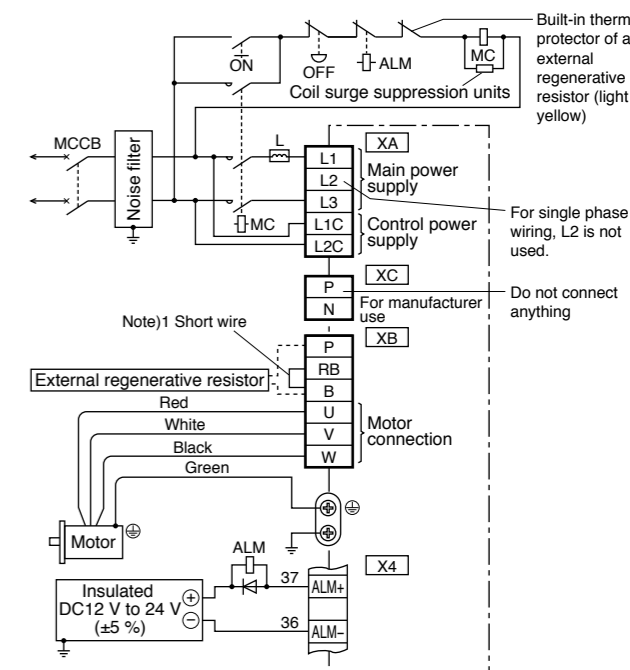 Built-in therm
protector of a
external
regenerative
resistor (light
yellow)
ON
OFF
ALM
MC
Coil surge suppression units
MCCB
Noise filter
L
MC
XA
L1
L2
L3
L1C
L2C
Main power
supply
Control power
supply
For single phase
wiring, L2 is not
used.
XC
P
N
For manufacturer
use
Do not connect
anything
XB
Note)1 Short wire
P
RB
B
U
V
W
External regenerative resistor
Red
White
Black
Green
Motor
connection
Motor
ALM
X4
Insulated
DC12 V to 24 V
(±5 %)
+
−
37
ALM+
36
ALM−